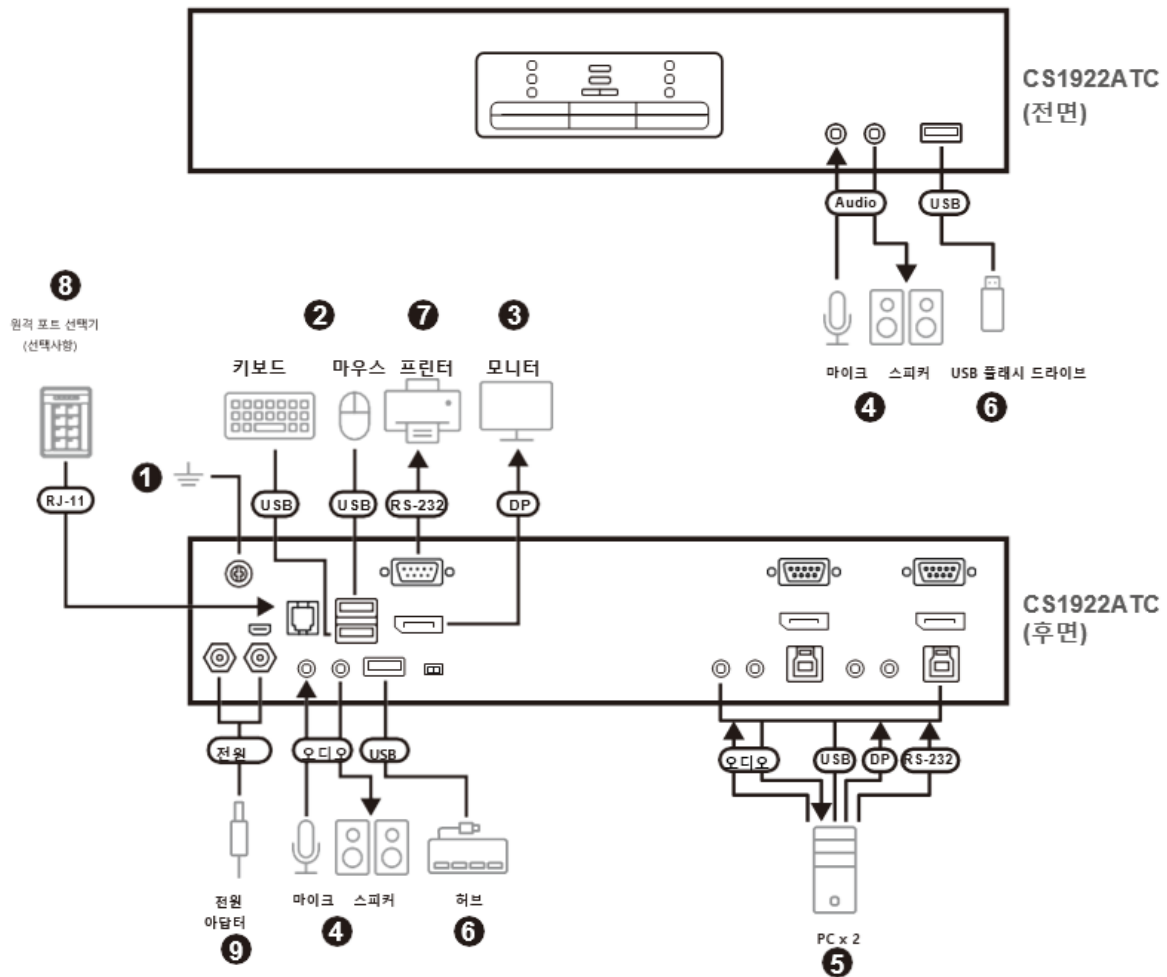 CS1922ATC
(전면)
Audio
USB
마이크
스피커
USB 플래시 드라이브
4
6
8
원격 포트 선택기
(선택사항)
2
7
3
키보드
마우스
프린터
모니터
1
RJ-11
USB
USB
RS-232
DP
CS1922ATC
(후면)
전원
오디오
USB
오디오
USB
DP
RS-232
전원
아답터
9
마이크
스피커
4
허브
6
PC x 2
5